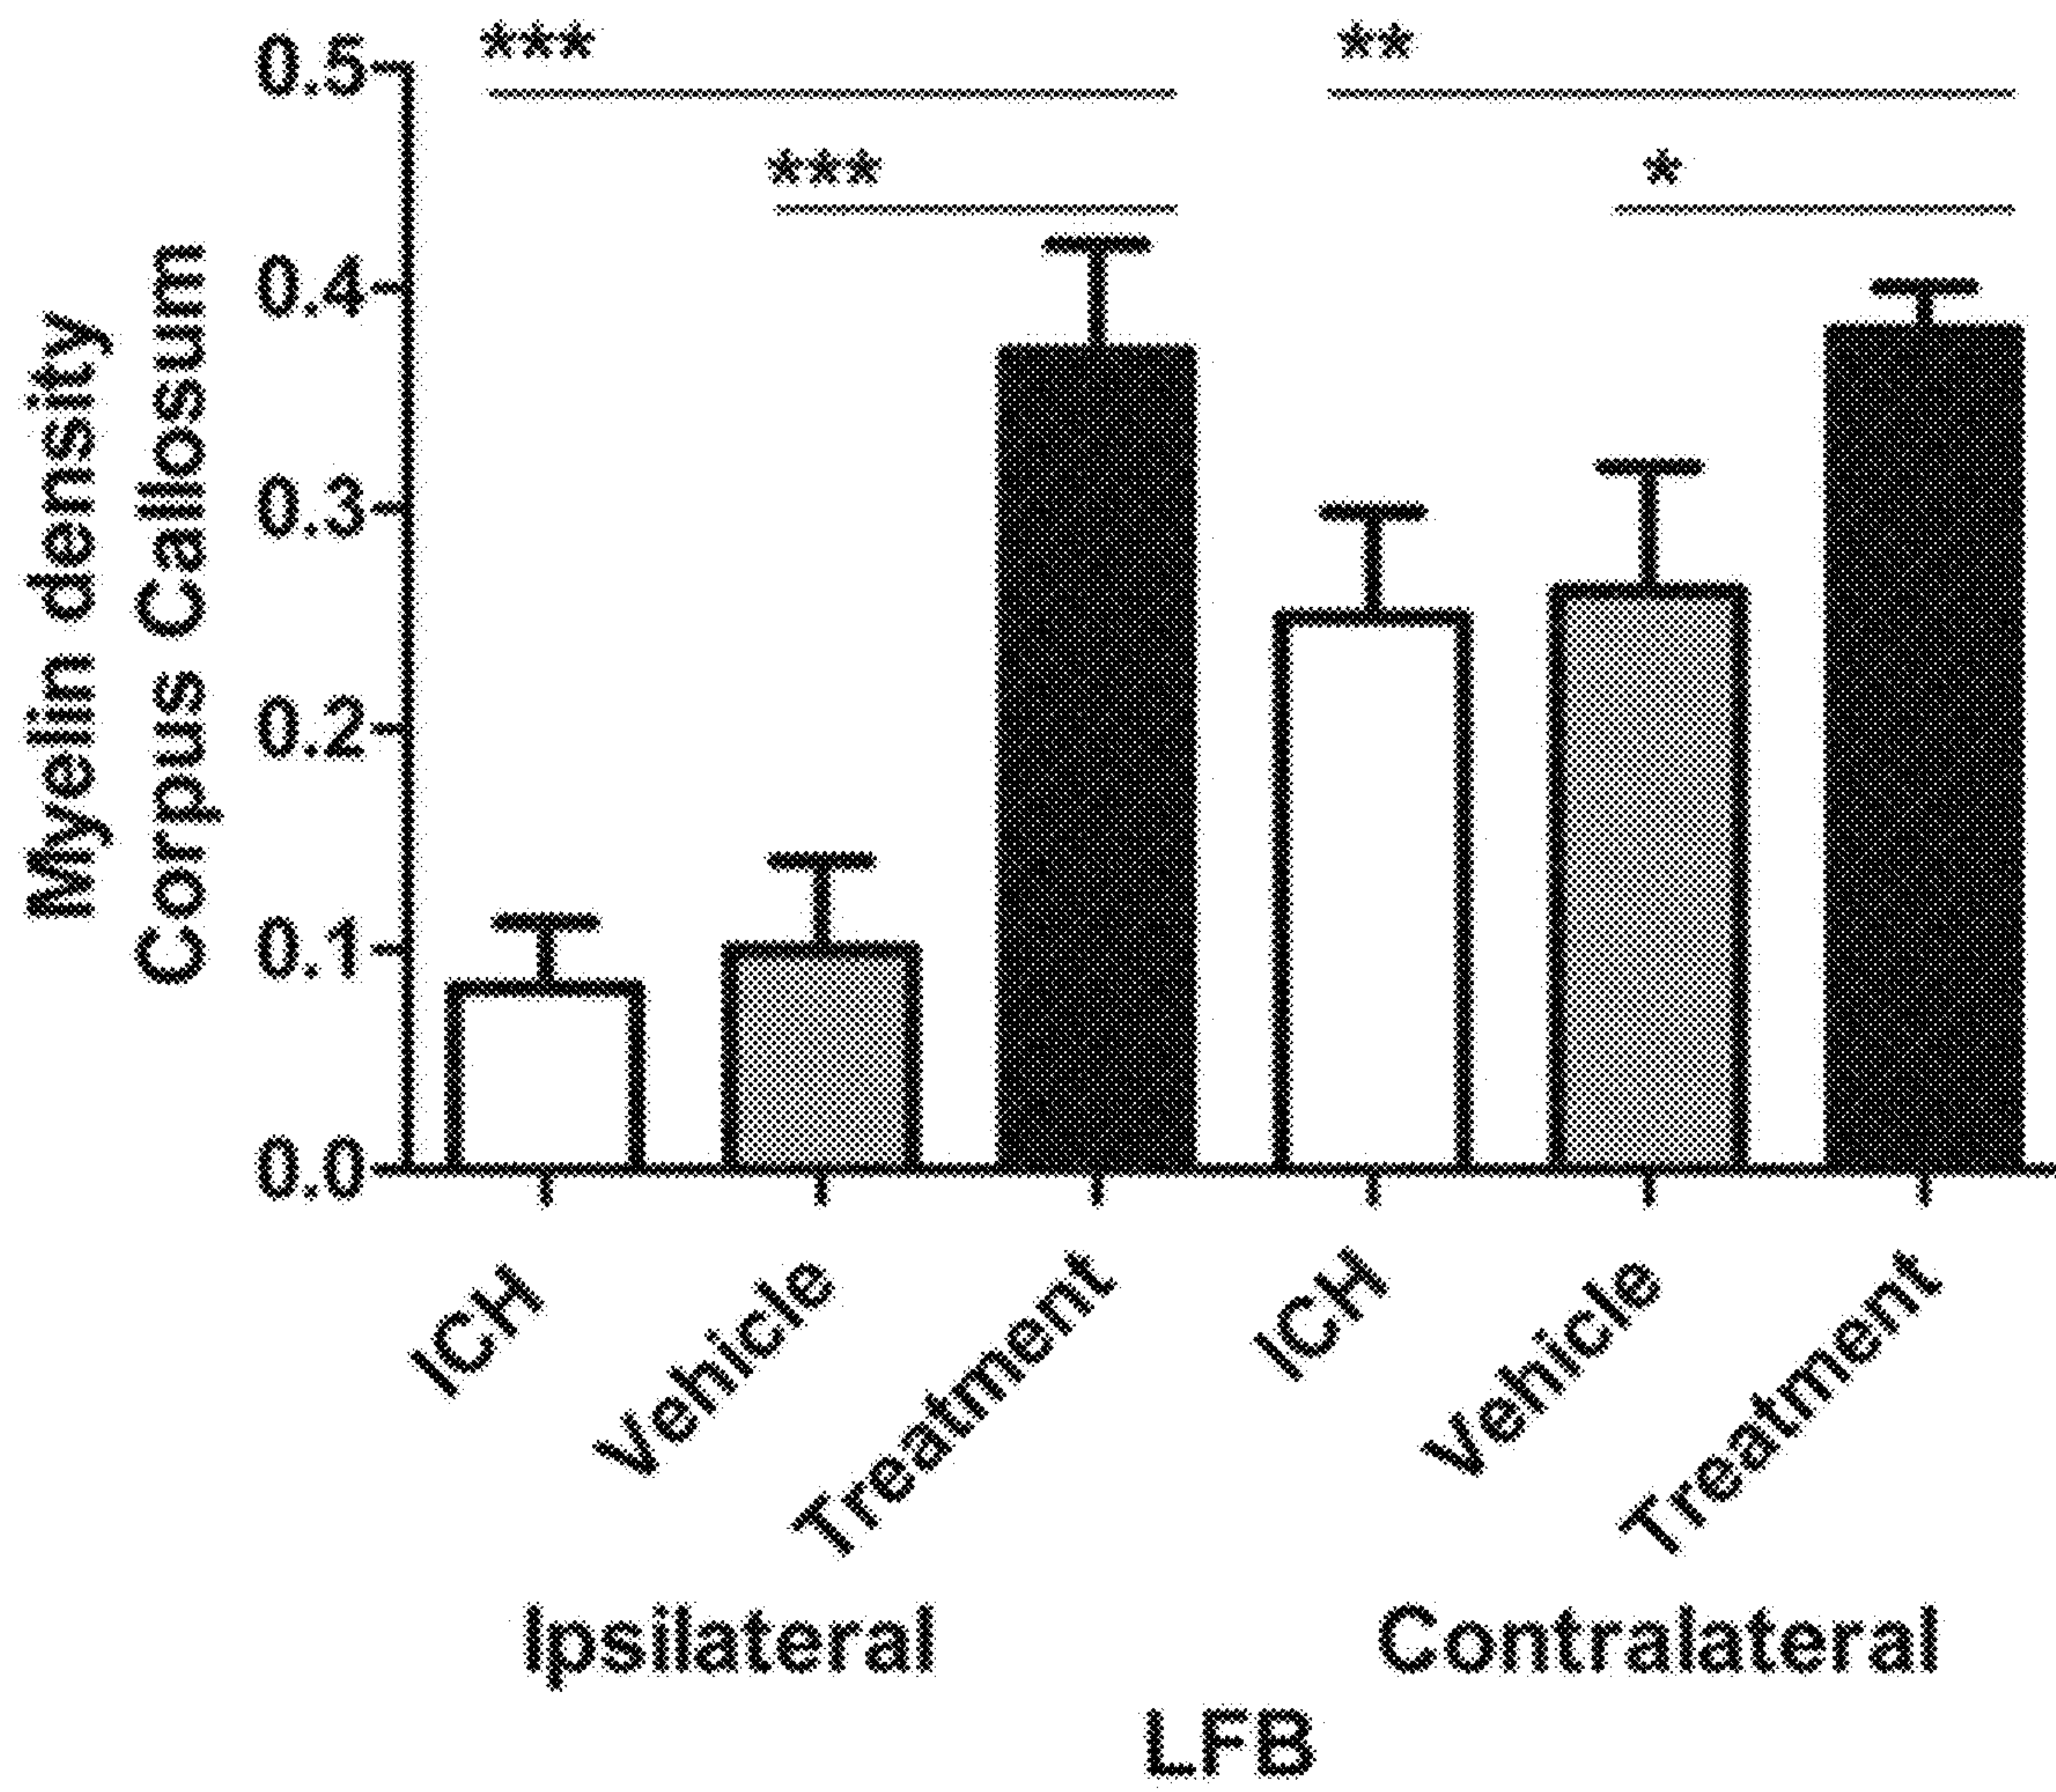 *** **
*** *
0.5
0.4
0.3
0.2
0.1
0.0
Myelin density
Corpus Callosum
ICH Vehicle Treatment ICH Vehicle Treatment
Ipsilateral Contralateral
LFB